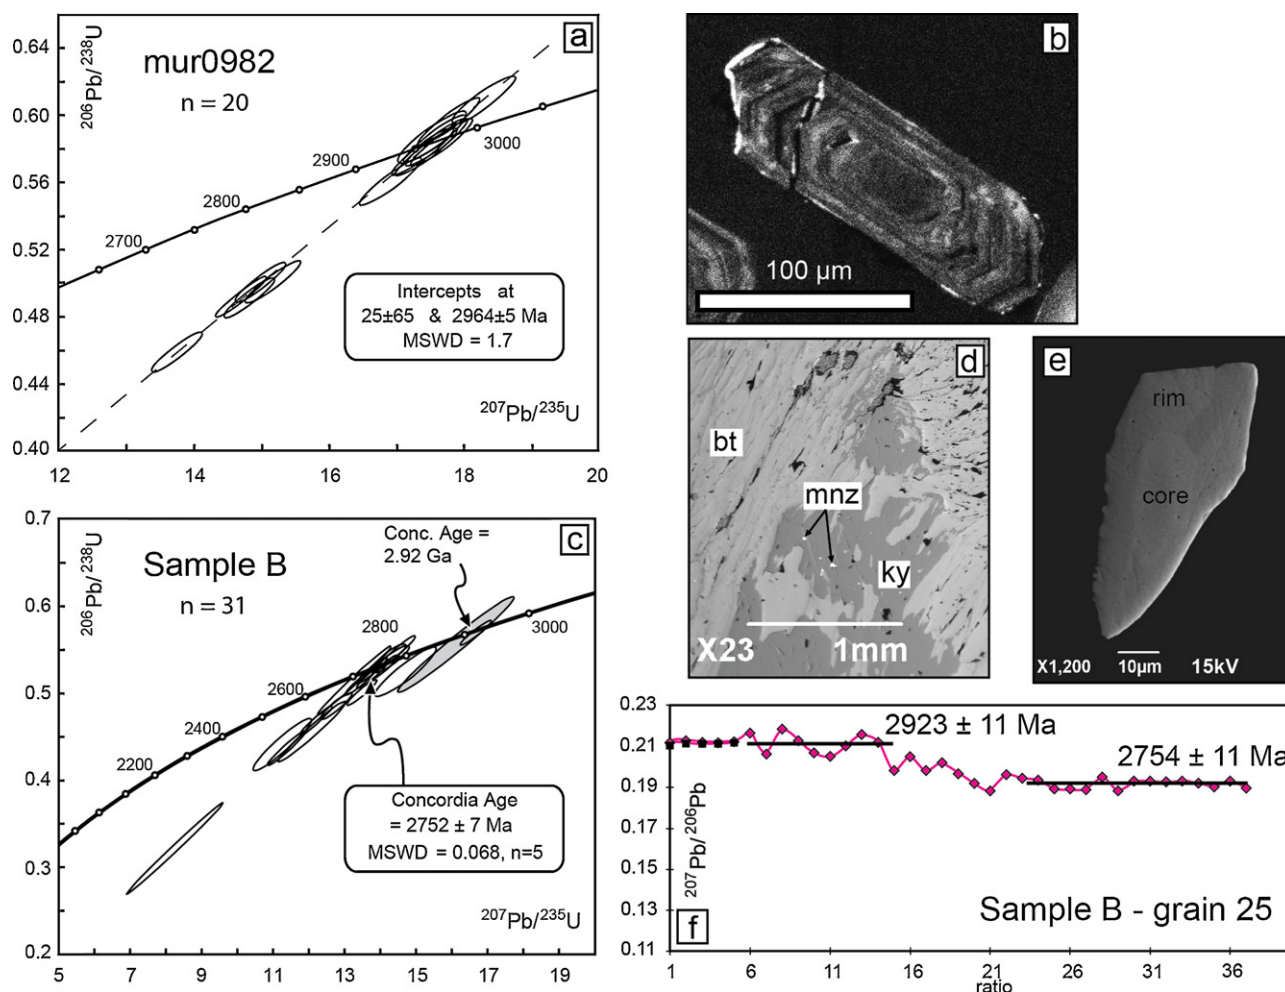 a
mur0982
n = 20
206Pb/238U
0.64
0.60
0.56
0.52
0.48
0.44
0.40
2700
2800
2900
3000
Intercepts at
25±65 & 2964±5 Ma
MSWD = 1.7
207Pb/235U
12 14 16 18 20
b
100 µm
c
Sample B
n = 31
206Pb/238U
0.7
0.6
0.5
0.4
0.3
0.2
Conc. Age =
2.92 Ga
2200
2400
2600
2800
3000
Concordia Age
= 2752 ± 7 Ma
MSWD = 0.068, n=5
207Pb/235U
5 7 9 11 13 15 17 19
d
bt
mnz
ky
X23 1mm
e
rim
core
X1,200 10µm 15kV
0.23
0.21
0.19
0.17
0.15
0.13
0.11
207Pb/206Pb
2923 ± 11 Ma
2754 ± 11 Ma
f
Sample B - grain 25
1 6 11 16 21 26 31 36
ratio